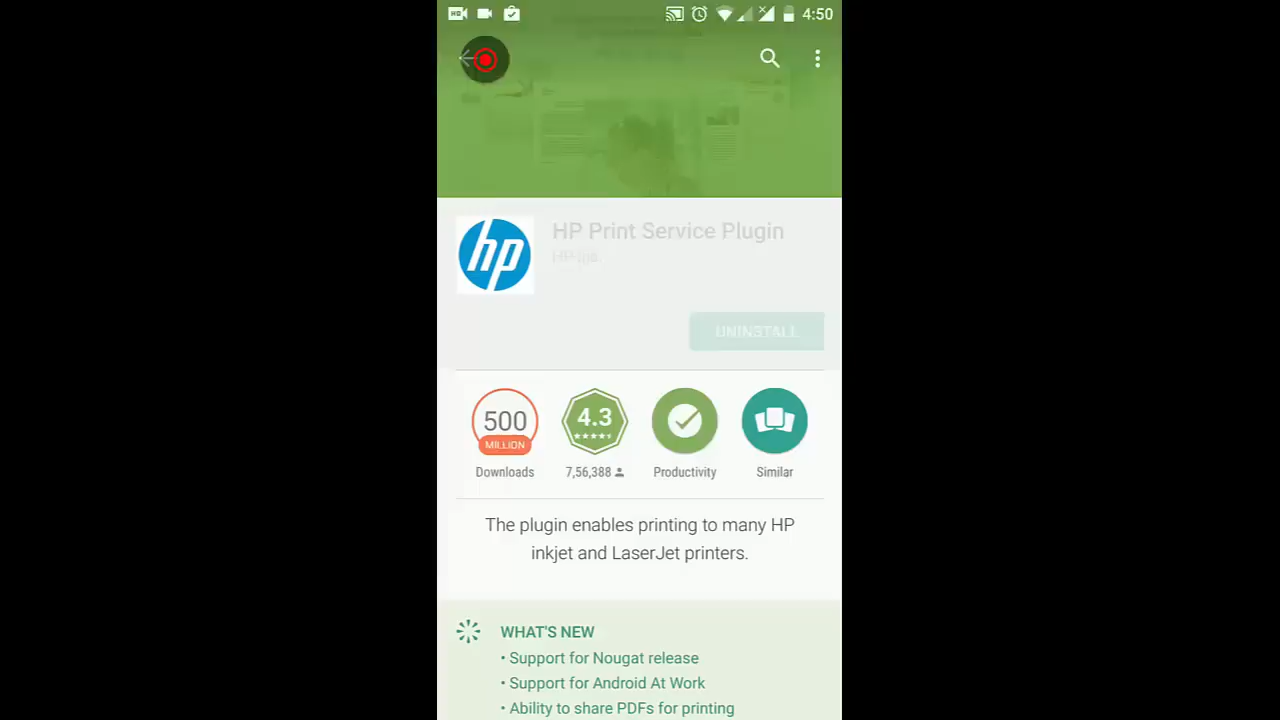 HD 4:50
hp HP Print Service Plugin
HP Inc.
UNINSTALL
500 4.3
MILLION
Downloads 7,56,388 Productivity Similar
The plugin enables printing to many HP
inkjet and LaserJet printers.
WHAT'S NEW
• Support for Nougat release
• Support for Android At Work
• Ability to share PDFs for printing